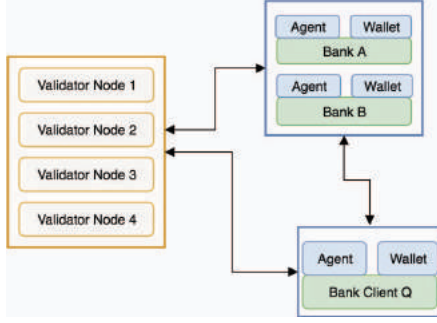 Agent Wallet
Bank A
Agent Wallet
Bank B
Validator Node 1
Validator Node 2
Validator Node 3
Validator Node 4
Agent Wallet
Bank Client Q